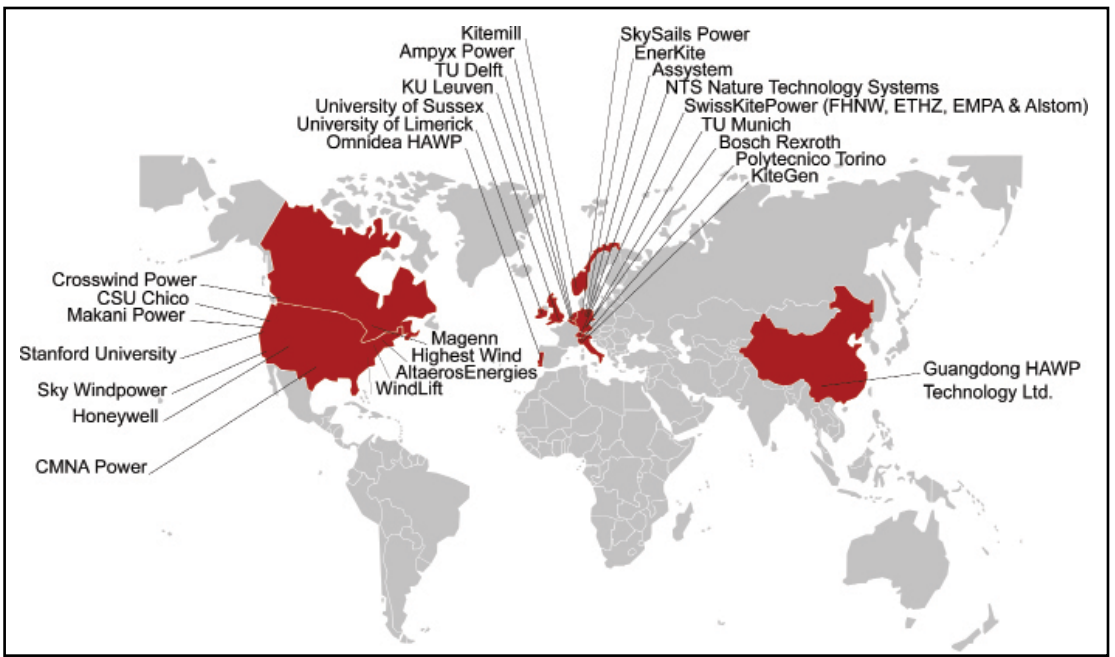 Kitemill
Ampyx Power
TU Delft
KU Leuven
University of Sussex
University of Limerick
Omnidea HAWP
SkySails Power
EnerKite
Assystem
NTS Nature Technology Systems
SwissKitePower (FHNW, ETHZ, EMPA & Alstom)
TU Munich
Bosch Rexroth
Polytecnico Torino
KiteGen
Crosswind Power
CSU Chico
Makani Power
Stanford University
Sky Windpower
Honeywell
CMNA Power
Magenn
Highest Wind
AltaerosEnergies
WindLift
Guangdong HAWP
Technology Ltd.